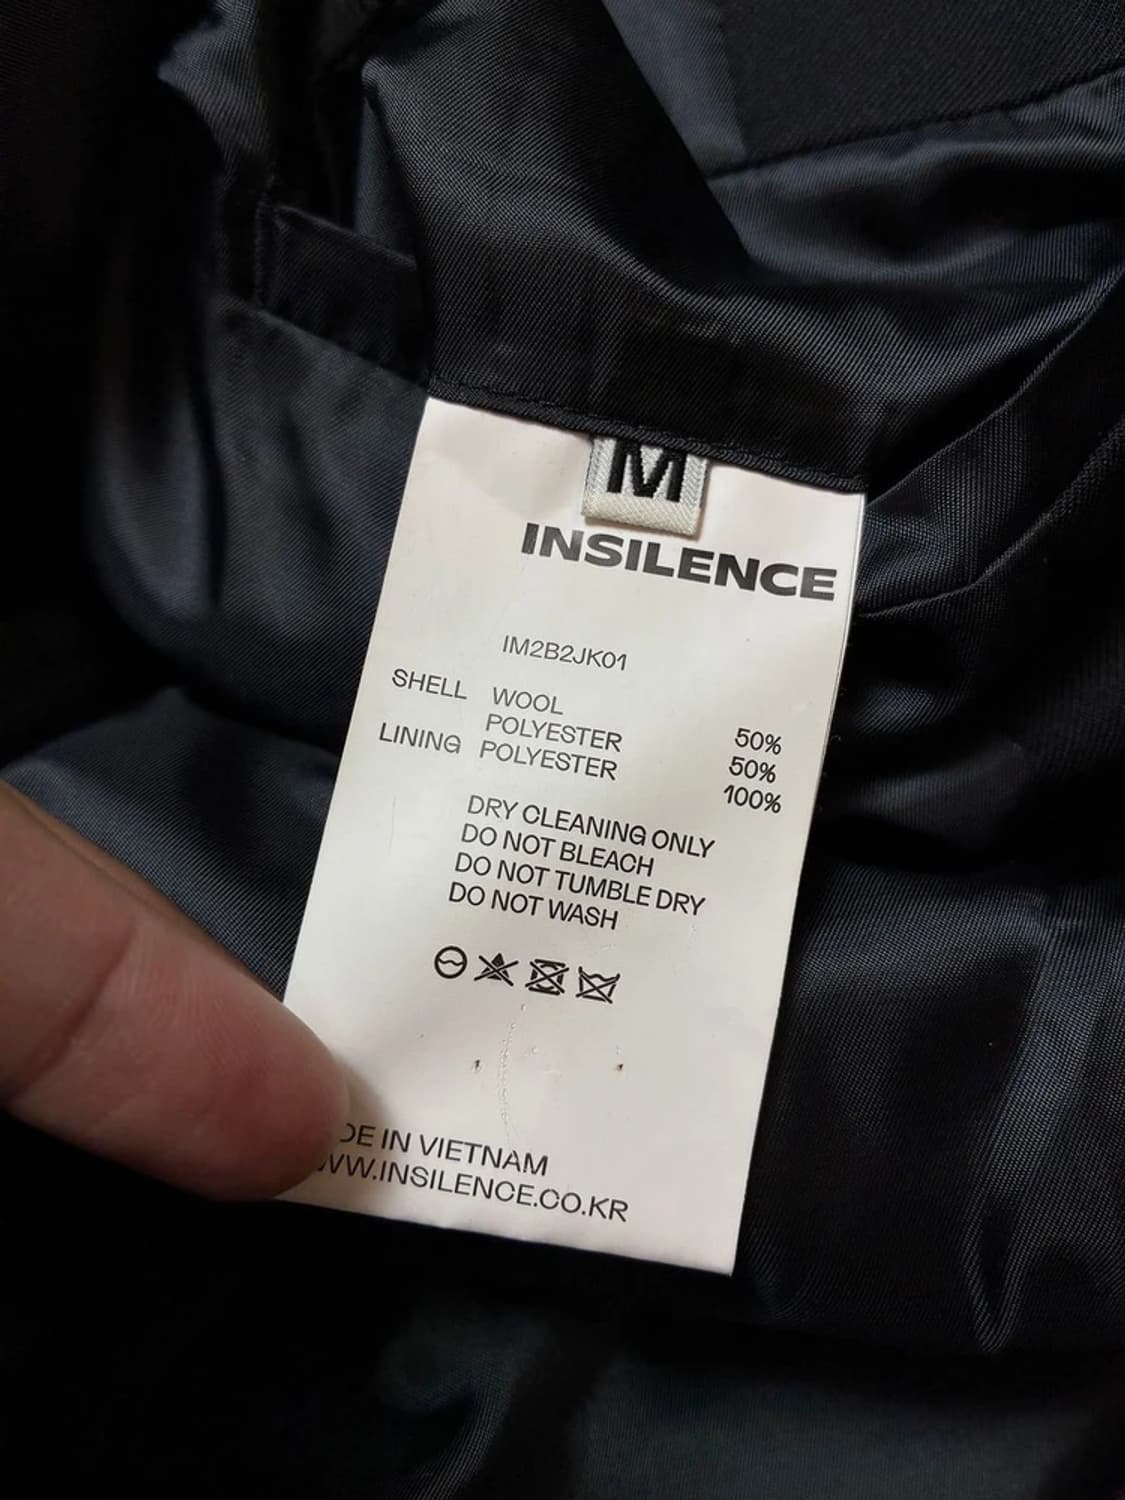 M
INSILENCE
IM2B2JK01
SHELL WOOL 50%
POLYESTER 50%
LINING POLYESTER 100%
DRY CLEANING ONLY
DO NOT BLEACH
DO NOT TUMBLE DRY
DO NOT WASH
DE IN VIETNAM
WW.INSILENCE.CO.KR